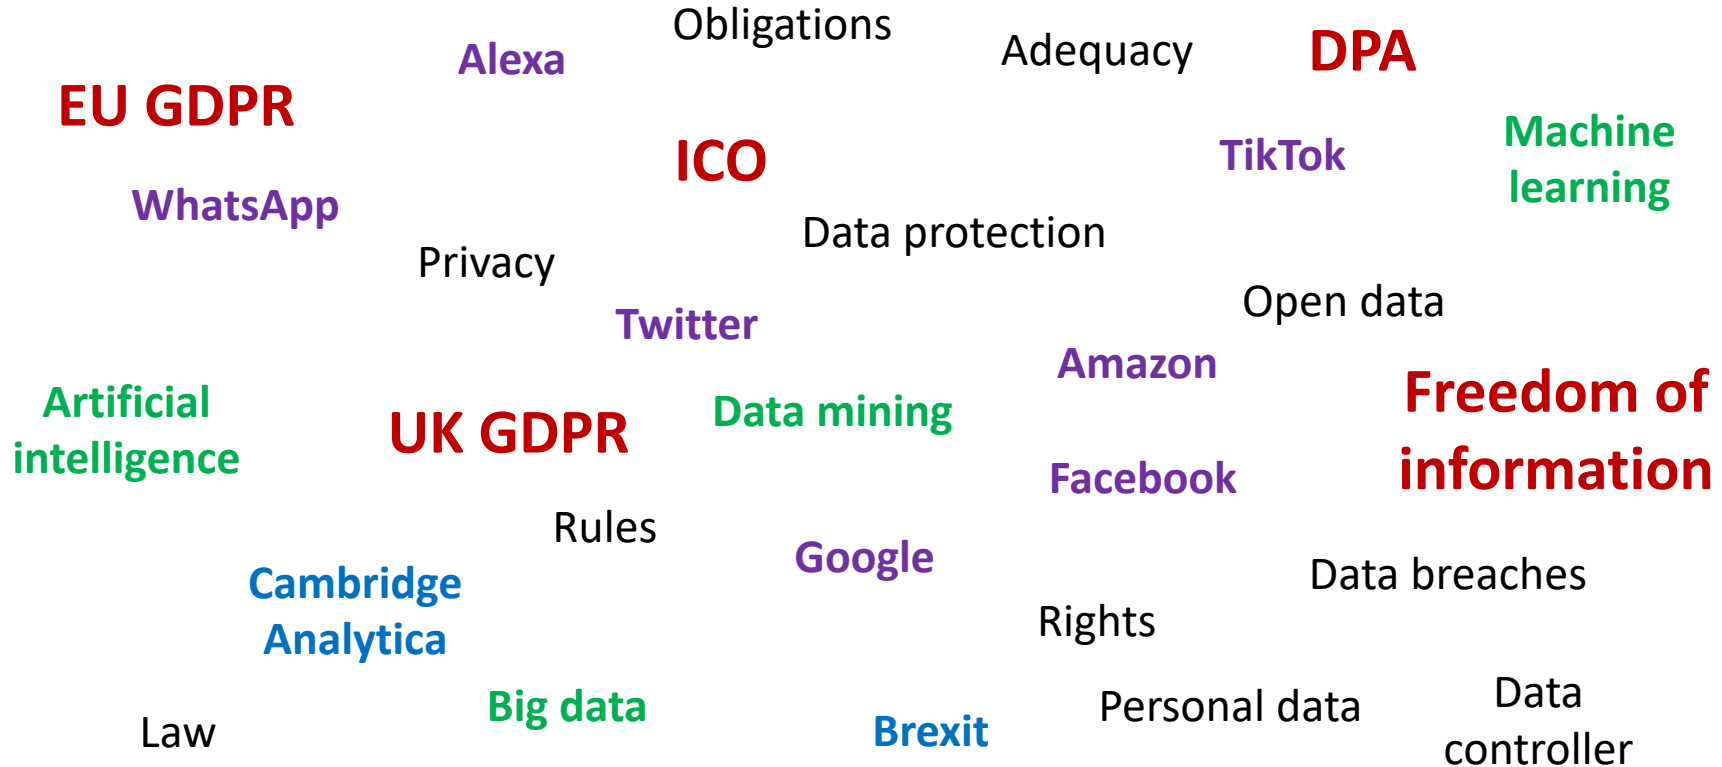 Obligations
Alexa
Adequacy
DPA
EU GDPR
Machine
learning
ICO
TikTok
WhatsApp
Data protection
Privacy
Open data
Twitter
Amazon
Artificial
intelligence
UK GDPR
Data mining
Freedom of
information
Facebook
Rules
Google
Cambridge
Analytica
Data breaches
Rights
Law
Big data
Brexit
Personal data
Data
controller